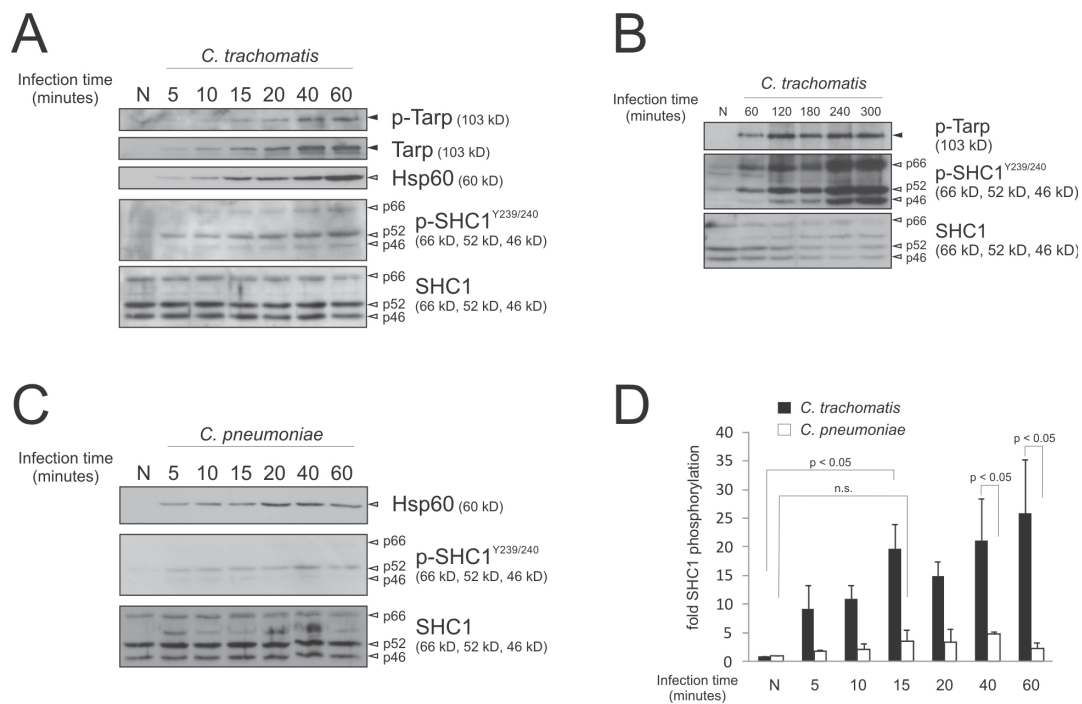 A
C. trachomatis
Infection time
(minutes)
N 5 10 15 20 40 60
p-Tarp (103 kD)
Tarp (103 kD)
Hsp60 (60 kD)
p66
p-SHC1Y239/240
p52
(66 kD, 52 kD, 46 kD)
p46
p66
SHC1
p52
(66 kD, 52 kD, 46 kD)
p46
B
C. trachomatis
Infection time
(minutes)
N 60 120 180 240 300
p-Tarp
(103 kD)
p66
p-SHC1Y239/240
p52
(66 kD, 52 kD, 46 kD)
p46
p66
SHC1
p52
(66 kD, 52 kD, 46 kD)
p46
C
C. pneumoniae
Infection time
(minutes)
N 5 10 15 20 40 60
Hsp60 (60 kD)
p66
p-SHC1Y239/240
p52
(66 kD, 52 kD, 46 kD)
p46
p66
SHC1
p52
(66 kD, 52 kD, 46 kD)
p46
D
C. trachomatis
C. pneumoniae
fold SHC1 phosphorylation
40
35
30
25
20
15
10
5
0
p < 0.05
n.s.
p < 0.05
p < 0.05
Infection time
(minutes)
N 5 10 15 20 40 60